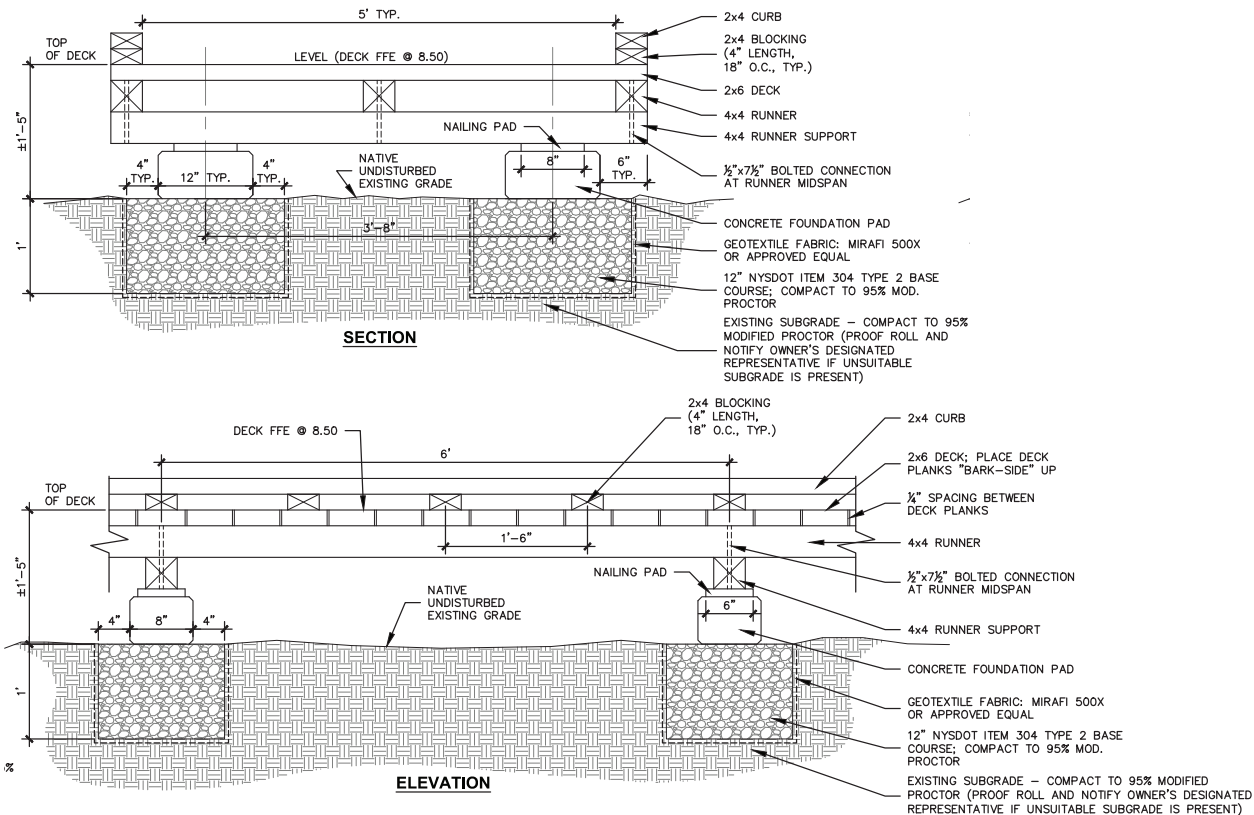 5' TYP.
TOP
OF DECK
LEVEL (DECK FFE @ 8.50)
±1'-5"
NAILING PAD
4"
TYP.
12" TYP.
4"
TYP.
NATIVE
UNDISTURBED
EXISTING GRADE
8"
6"
TYP.
3'-8"
1'
2x4 CURB
2x4 BLOCKING
(4" LENGTH,
18" O.C., TYP.)
2x6 DECK
4x4 RUNNER
4x4 RUNNER SUPPORT
½"x7½" BOLTED CONNECTION
AT RUNNER MIDSPAN
CONCRETE FOUNDATION PAD
GEOTEXTILE FABRIC: MIRAFI 500X
OR APPROVED EQUAL
12" NYSDOT ITEM 304 TYPE 2 BASE
COURSE; COMPACT TO 95% MOD.
PROCTOR
EXISTING SUBGRADE – COMPACT TO 95%
MODIFIED PROCTOR (PROOF ROLL AND
NOTIFY OWNER'S DESIGNATED
REPRESENTATIVE IF UNSUITABLE
SUBGRADE IS PRESENT)
SECTION
DECK FFE @ 8.50
2x4 BLOCKING
(4" LENGTH,
18" O.C., TYP.)
6'
TOP
OF DECK
1'-6"
±1'-5"
NAILING PAD
NATIVE
UNDISTURBED
EXISTING GRADE
4"
8"
4"
6"
1'
2x4 CURB
2x6 DECK; PLACE DECK
PLANKS "BARK-SIDE" UP
¼" SPACING BETWEEN
DECK PLANKS
4x4 RUNNER
½"x7½" BOLTED CONNECTION
AT RUNNER MIDSPAN
4x4 RUNNER SUPPORT
CONCRETE FOUNDATION PAD
GEOTEXTILE FABRIC: MIRAFI 500X
OR APPROVED EQUAL
12" NYSDOT ITEM 304 TYPE 2 BASE
COURSE; COMPACT TO 95% MOD.
PROCTOR
EXISTING SUBGRADE – COMPACT TO 95% MODIFIED
PROCTOR (PROOF ROLL AND NOTIFY OWNER'S DESIGNATED
REPRESENTATIVE IF UNSUITABLE SUBGRADE IS PRESENT)
ELEVATION